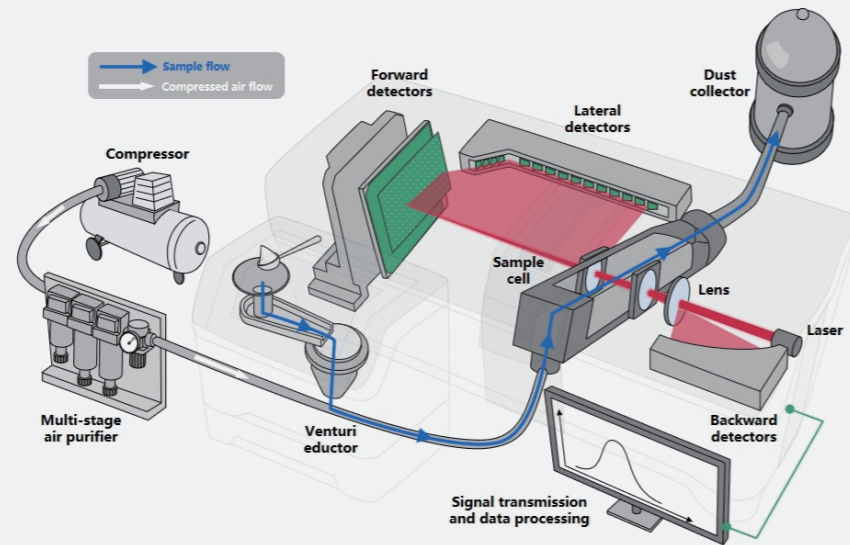 Sample flow
Compressed air flow
Forward
detectors
Lateral
detectors
Dust
collector
Compressor
Sample
cell
Lens
Laser
Multi-stage
air purifier
Venturi
eductor
Backward
detectors
Signal transmission
and data processing